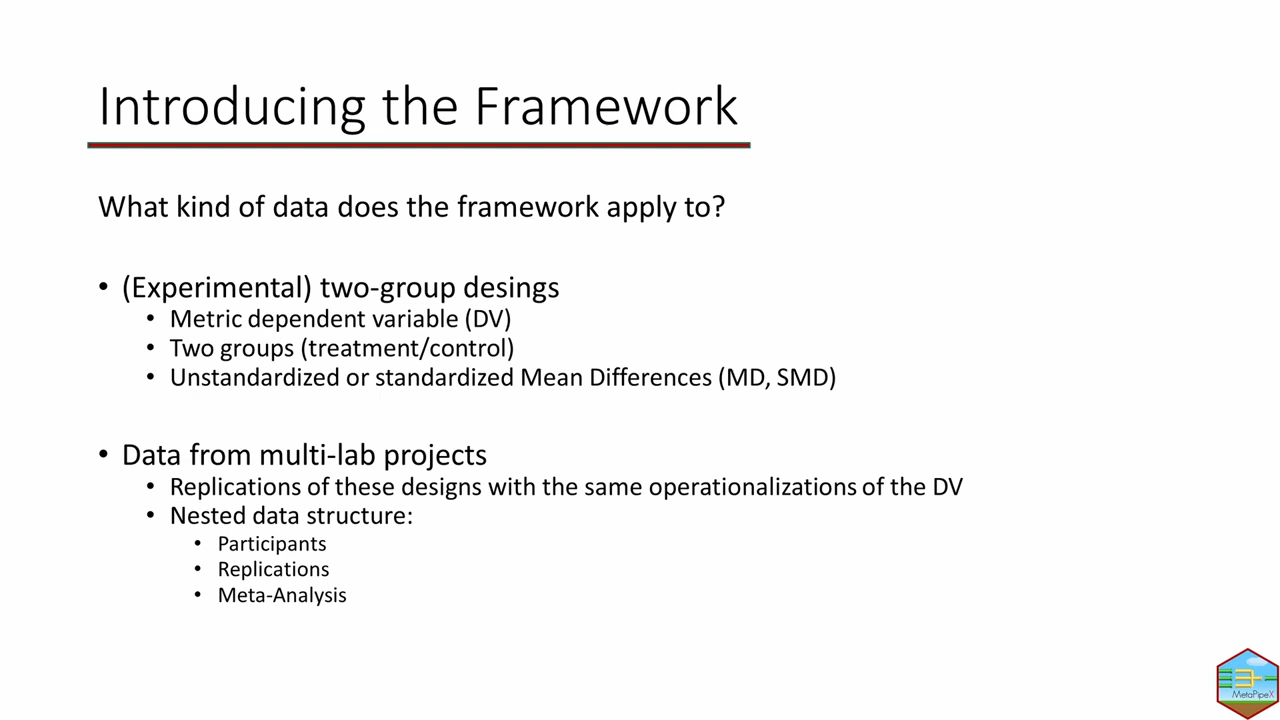 Introducing the Framework
What kind of data does the framework apply to?
• (Experimental) two-group desings
• Metric dependent variable (DV)
• Two groups (treatment/control)
• Unstandardized or standardized Mean Differences (MD, SMD)
• Data from multi-lab projects
• Replications of these designs with the same operationalizations of the DV
• Nested data structure:
• Participants
• Replications
• Meta-Analysis
MetaPipeX